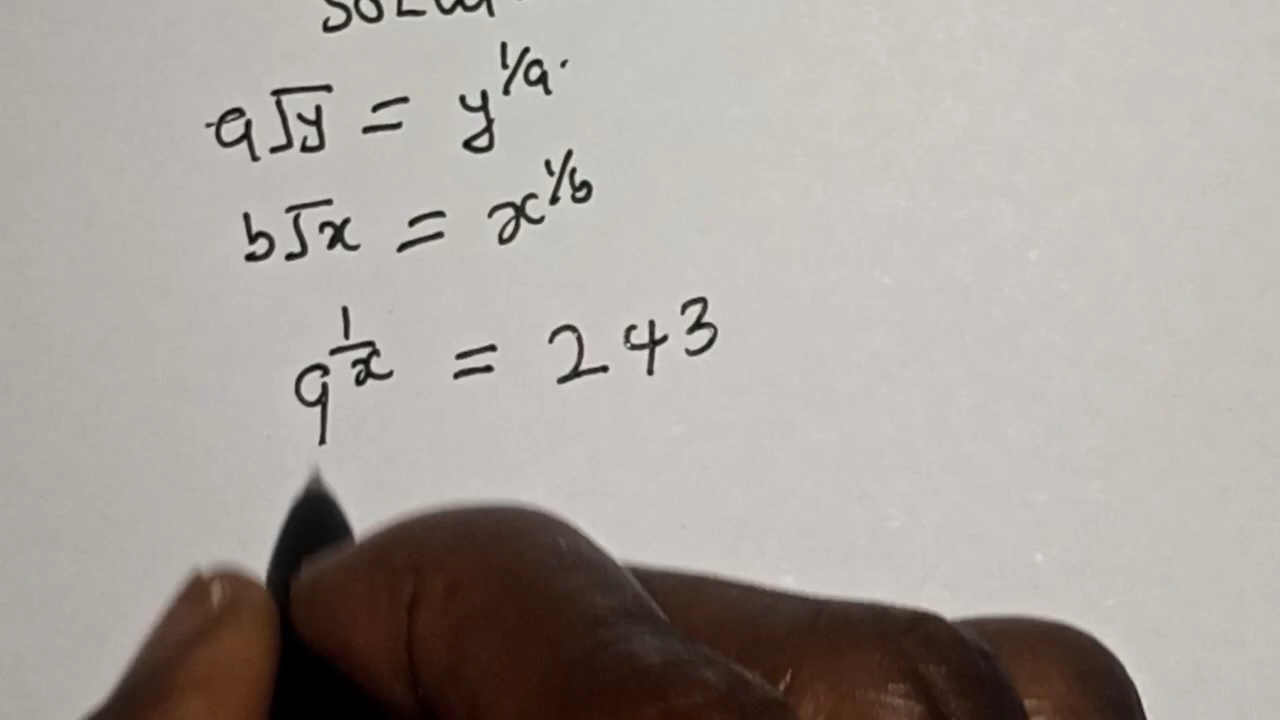 a√y = y^1/a.
b√x = x^1/b
9^1/x = 243